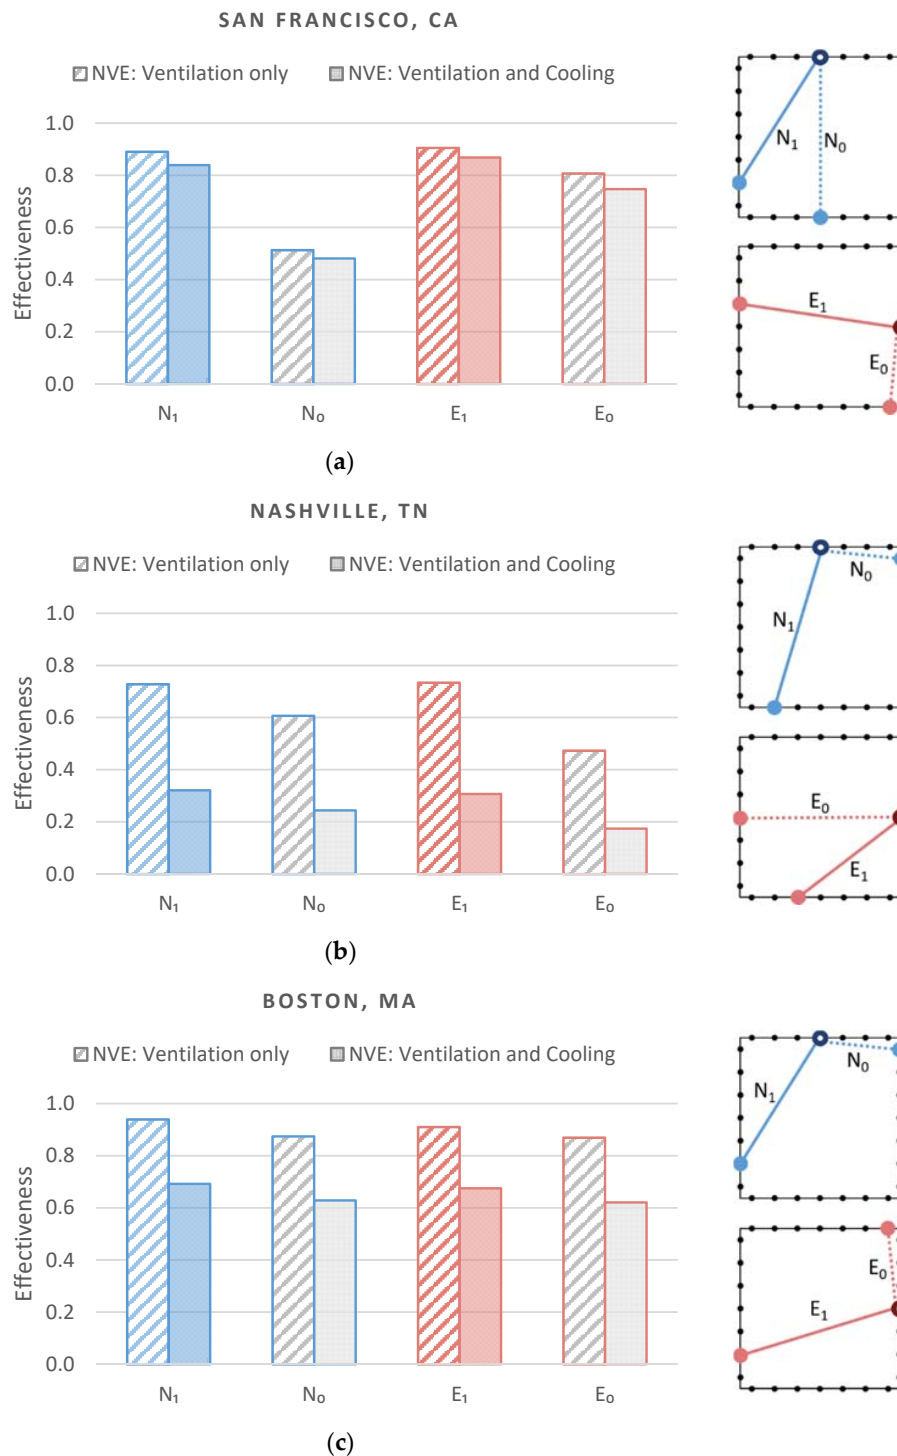 SAN FRANCISCO, CA
NVE: Ventilation only NVE: Ventilation and Cooling
Effectiveness
1.0
0.8
0.6
0.4
0.2
0.0
N₁ N₀ E₁ E₀
N₁ N₀
E₁
E₀
(a)
NASHVILLE, TN
NVE: Ventilation only NVE: Ventilation and Cooling
Effectiveness
1.0
0.8
0.6
0.4
0.2
0.0
N₁ N₀ E₁ E₀
N₀
N₁
E₀
E₁
(b)
BOSTON, MA
NVE: Ventilation only NVE: Ventilation and Cooling
Effectiveness
1.0
0.8
0.6
0.4
0.2
0.0
N₁ N₀ E₁ E₀
N₀
N₁
E₀
E₁
(c)